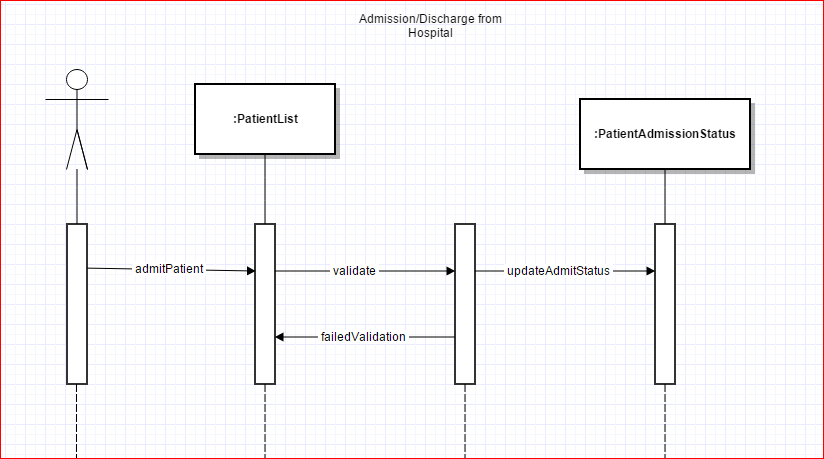 Admission/Discharge from
Hospital
:PatientList
:PatientAdmissionStatus
admitPatient
validate
updateAdmitStatus
failedValidation